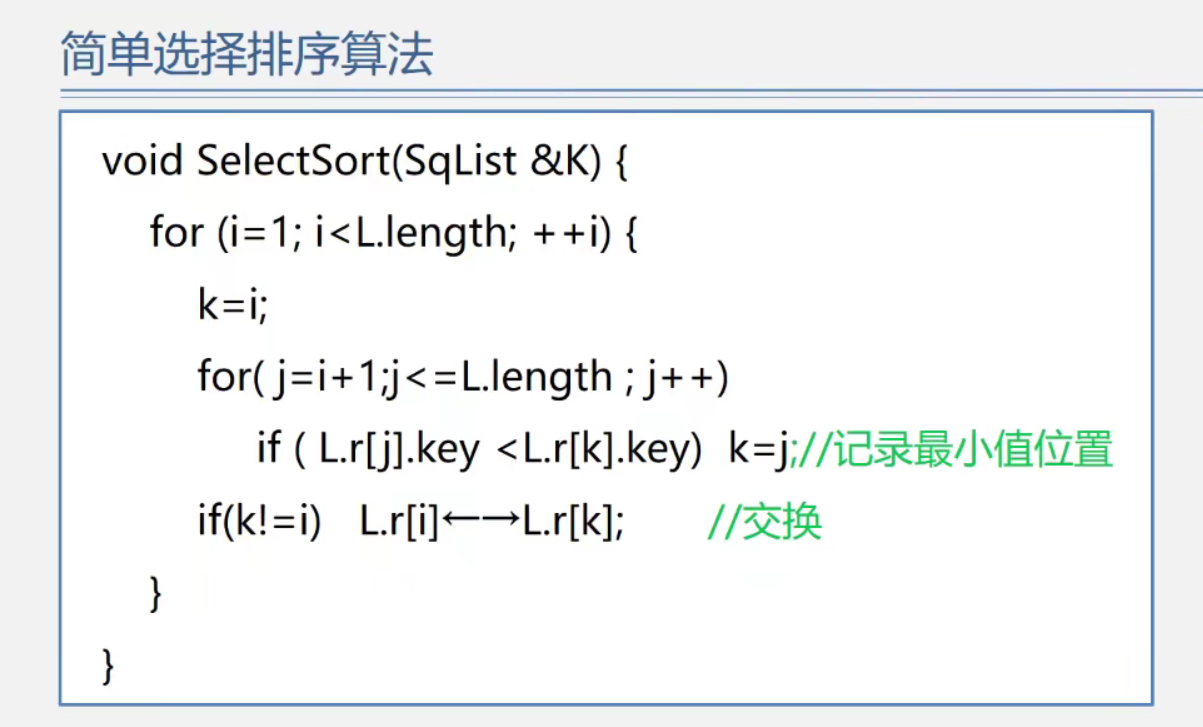 简单选择排序算法
void SelectSort(SqList &K) {
for (i=1; i<L.length; ++i) {
k=i;
for( j=i+1;j<=L.length ; j++)
if ( L.r[j].key <L.r[k].key) k=j;//记录最小值位置
if(k!=i) L.r[i]←→L.r[k]; //交换
}
}